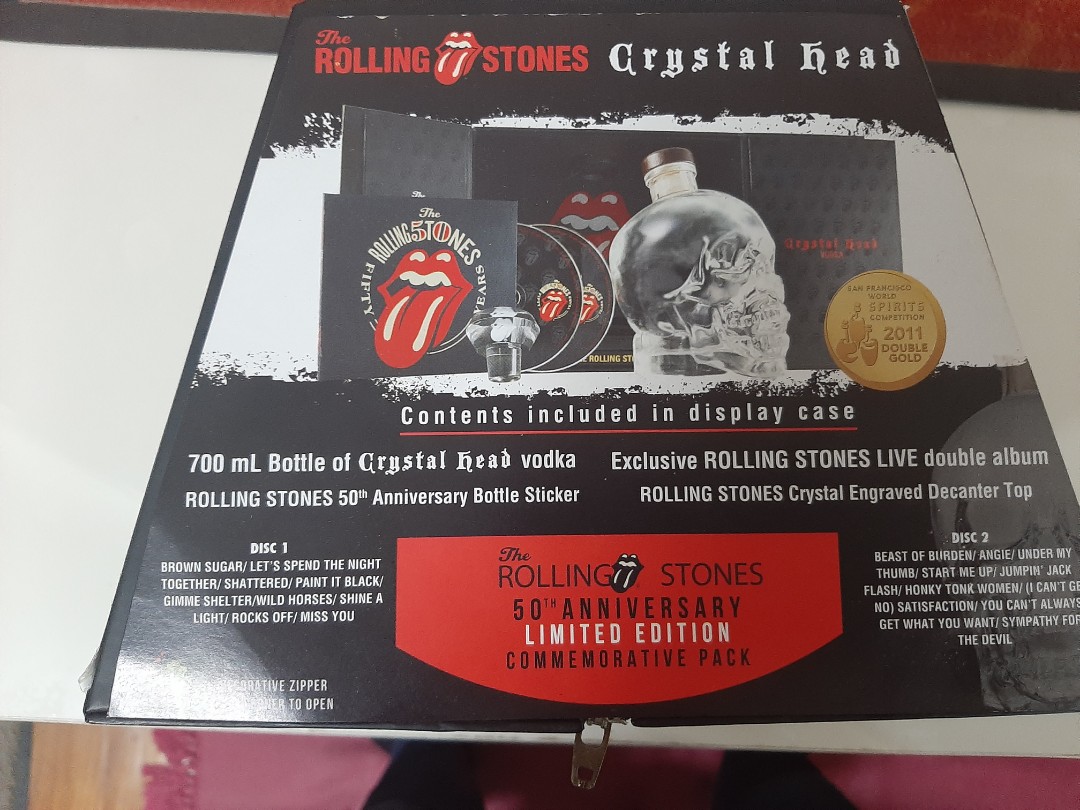 The
ROLLING STONES Crystal Head
The
The
ROLLING 5TONES
FIFTY YEARS
Crystal Head
SAN FRANCISCO
WORLD
SPIRITS
COMPETITION
2011
DOUBLE
GOLD
ROLLING
Contents included in display case
700 mL Bottle of Crystal Head vodka Exclusive ROLLING STONES LIVE double album
ROLLING STONES 50th Anniversary Bottle Sticker ROLLING STONES Crystal Engraved Decanter Top
DISC 1
BROWN SUGAR/ LET'S SPEND THE NIGHT
TOGETHER/ SHATTERED/ PAINT IT BLACK/
GIMME SHELTER/WILD HORSES/ SHINE A
LIGHT/ ROCKS OFF/ MISS YOU
The
ROLLING STONES
50TH ANNIVERSARY
LIMITED EDITION
COMMEMORATIVE PACK
DISC 2
BEAST OF BURDEN/ ANGIE/ UNDER MY
THUMB/ START ME UP/ JUMPIN' JACK
FLASH/ HONKY TONK WOMEN/ (I CAN'T GE
NO) SATISFACTION/ YOU CAN'T ALWAYS
GET WHAT YOU WANT/ SYMPATHY FOR
THE DEVIL
ZIPPER
TO OPEN